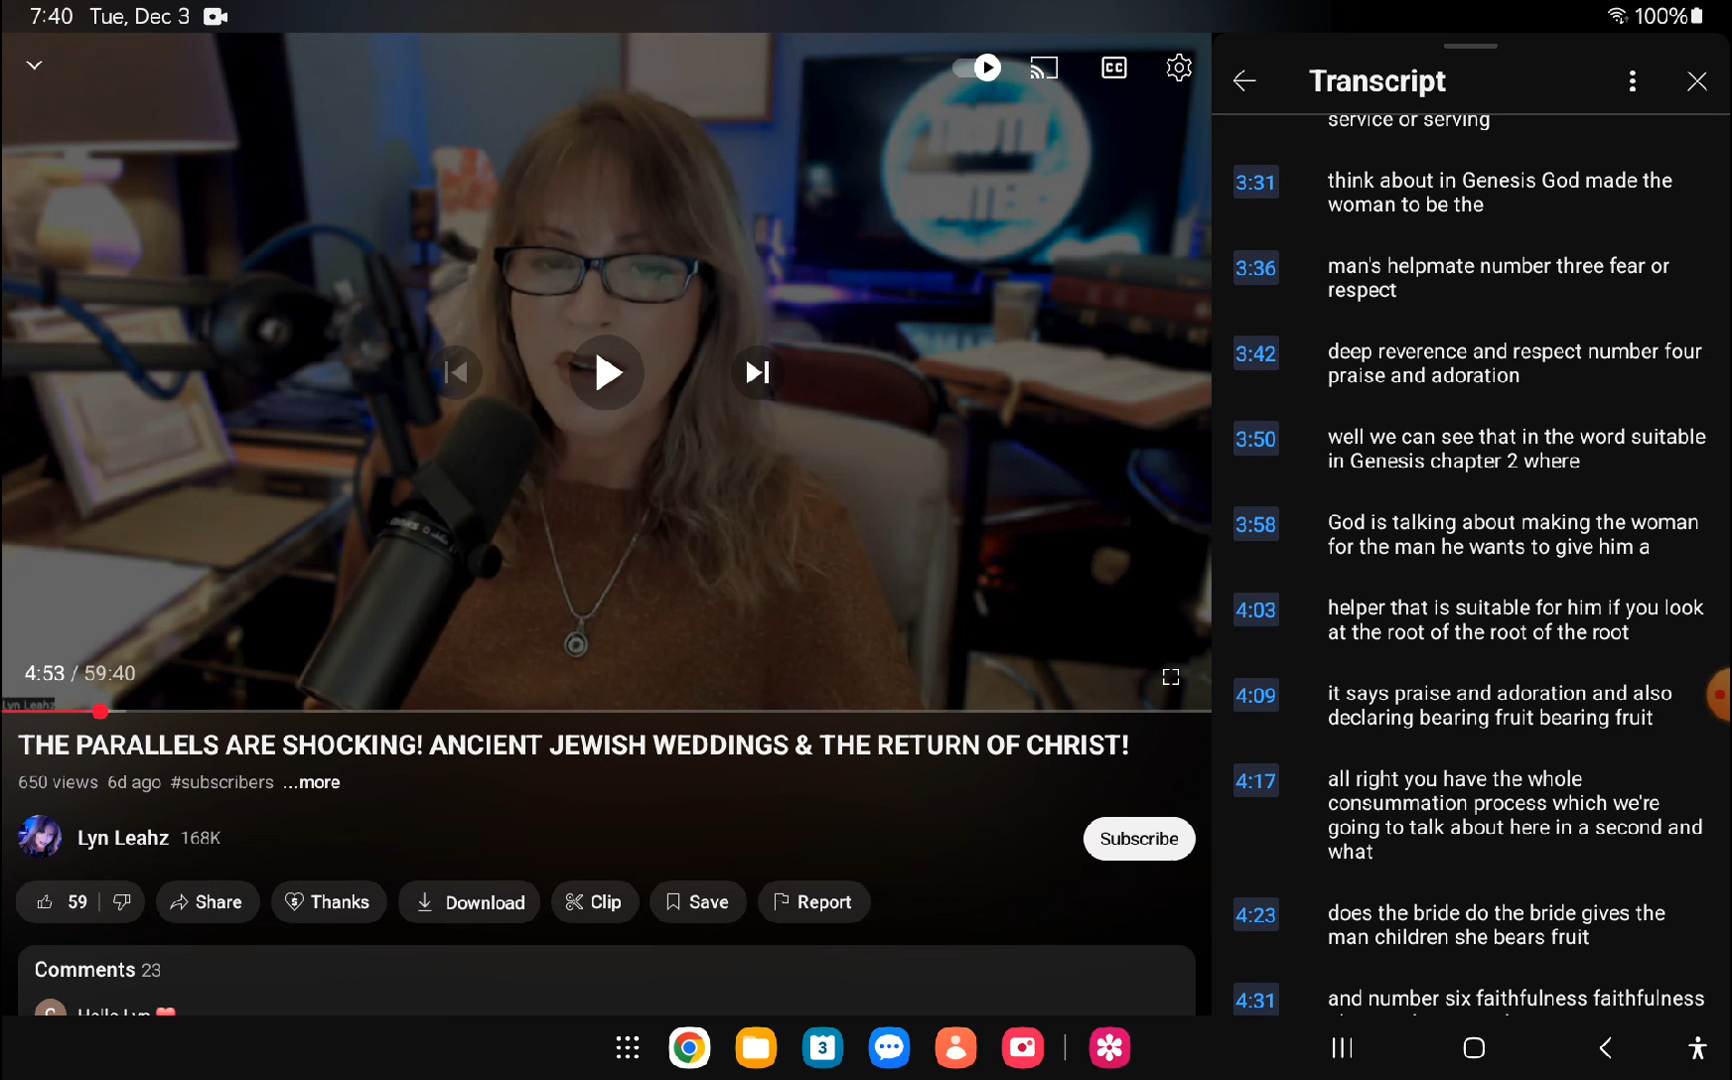 7:40 Tue, Dec 3
100%
CC
TRUTH
4:53 / 59:40
Lyn Leahz
THE PARALLELS ARE SHOCKING! ANCIENT JEWISH WEDDINGS & THE RETURN OF CHRIST!
650 views 6d ago #subscribers ...more
Lyn Leahz 168K
Subscribe
59
Share
Thanks
Download
Clip
Save
Report
Comments 23
Hello Lyn
Transcript
service or serving
3:31
think about in Genesis God made the
woman to be the
3:36
man's helpmate number three fear or
respect
3:42
deep reverence and respect number four
praise and adoration
3:50
well we can see that in the word suitable
in Genesis chapter 2 where
3:58
God is talking about making the woman
for the man he wants to give him a
4:03
helper that is suitable for him if you look
at the root of the root of the root
4:09
it says praise and adoration and also
declaring bearing fruit bearing fruit
4:17
all right you have the whole
consummation process which we're
going to talk about here in a second and
what
4:23
does the bride do the bride gives the
man children she bears fruit
4:31
and number six faithfulness faithfulness
3